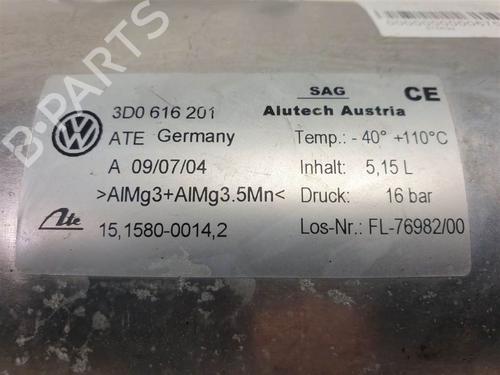 SAG CE
3D0 616 201 Alutech Austria
ATE Germany Temp.: - 40° +110°C
A 09/07/04 Inhalt: 5,15 L
>AlMg3+AlMg3.5Mn< Druck: 16 bar
Ate 15,1580-0014,2 Los-Nr.: FL-76982/00
B-PARTS